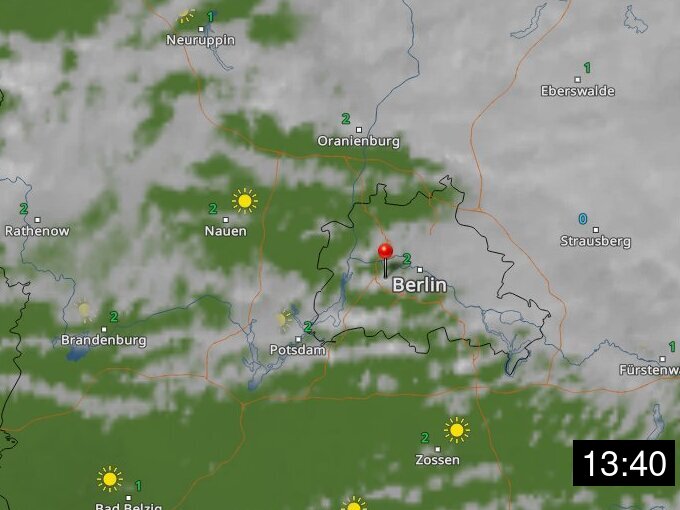 1
Neuruppin
1
Eberswalde
2
Oranienburg
2
Rathenow
2
Nauen
0
Strausberg
2
Berlin
2
Brandenburg
2
Potsdam
1
Fürstenwa
2
Zossen
13:40
1
Bad Belzig